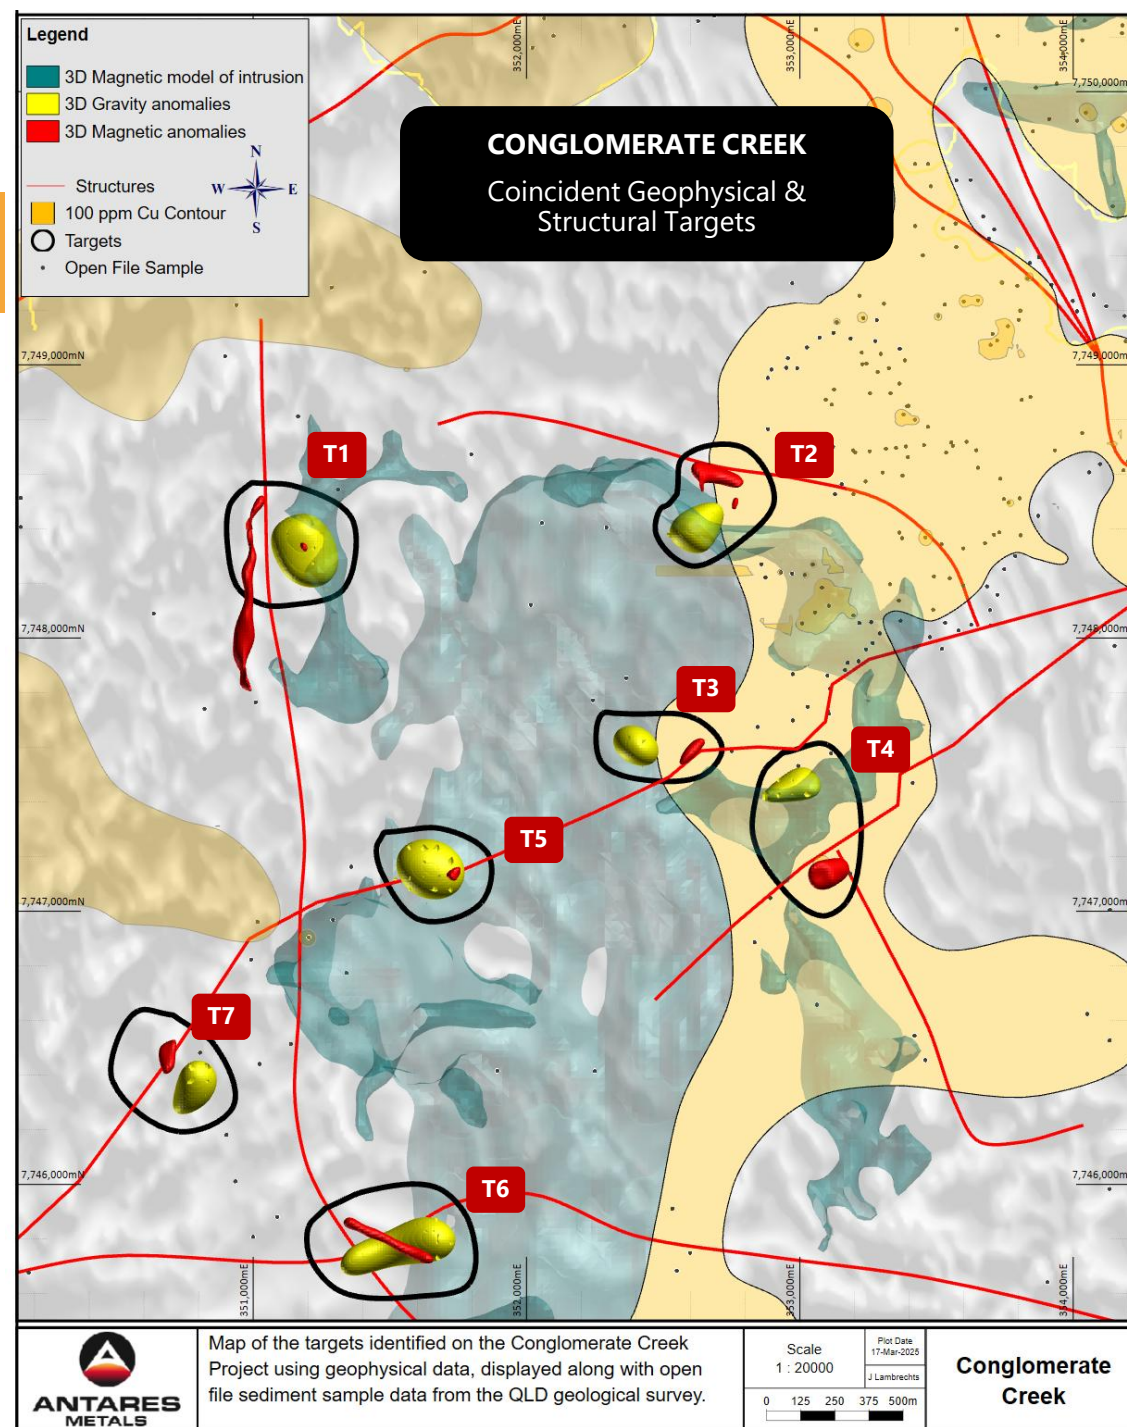 Legend
3D Magnetic model of intrusion
3D Gravity anomalies
3D Magnetic anomalies
Structures
100 ppm Cu Contour
Targets
Open File Sample
N
W
E
S
CONGLOMERATE CREEK
Coincident Geophysical &
Structural Targets
352,000mE
353,000mE
354,000mE
7,750,000mN
7,749,000mN
7,749,000mN
T1
T2
7,748,000mN
7,748,000mN
T3
T4
T5
7,747,000mN
7,747,000mN
T7
7,746,000mN
7,746,000mN
T6
351,000mE
352,000mE
353,000mE
354,000mE
ANTARES
METALS
Map of the targets identified on the Conglomerate Creek
Project using geophysical data, displayed along with open
file sediment sample data from the QLD geological survey.
Scale
1 : 20000
Plot Date
17-Mar-2025
J Lambrechts
0 125 250 375 500m
Conglomerate
Creek